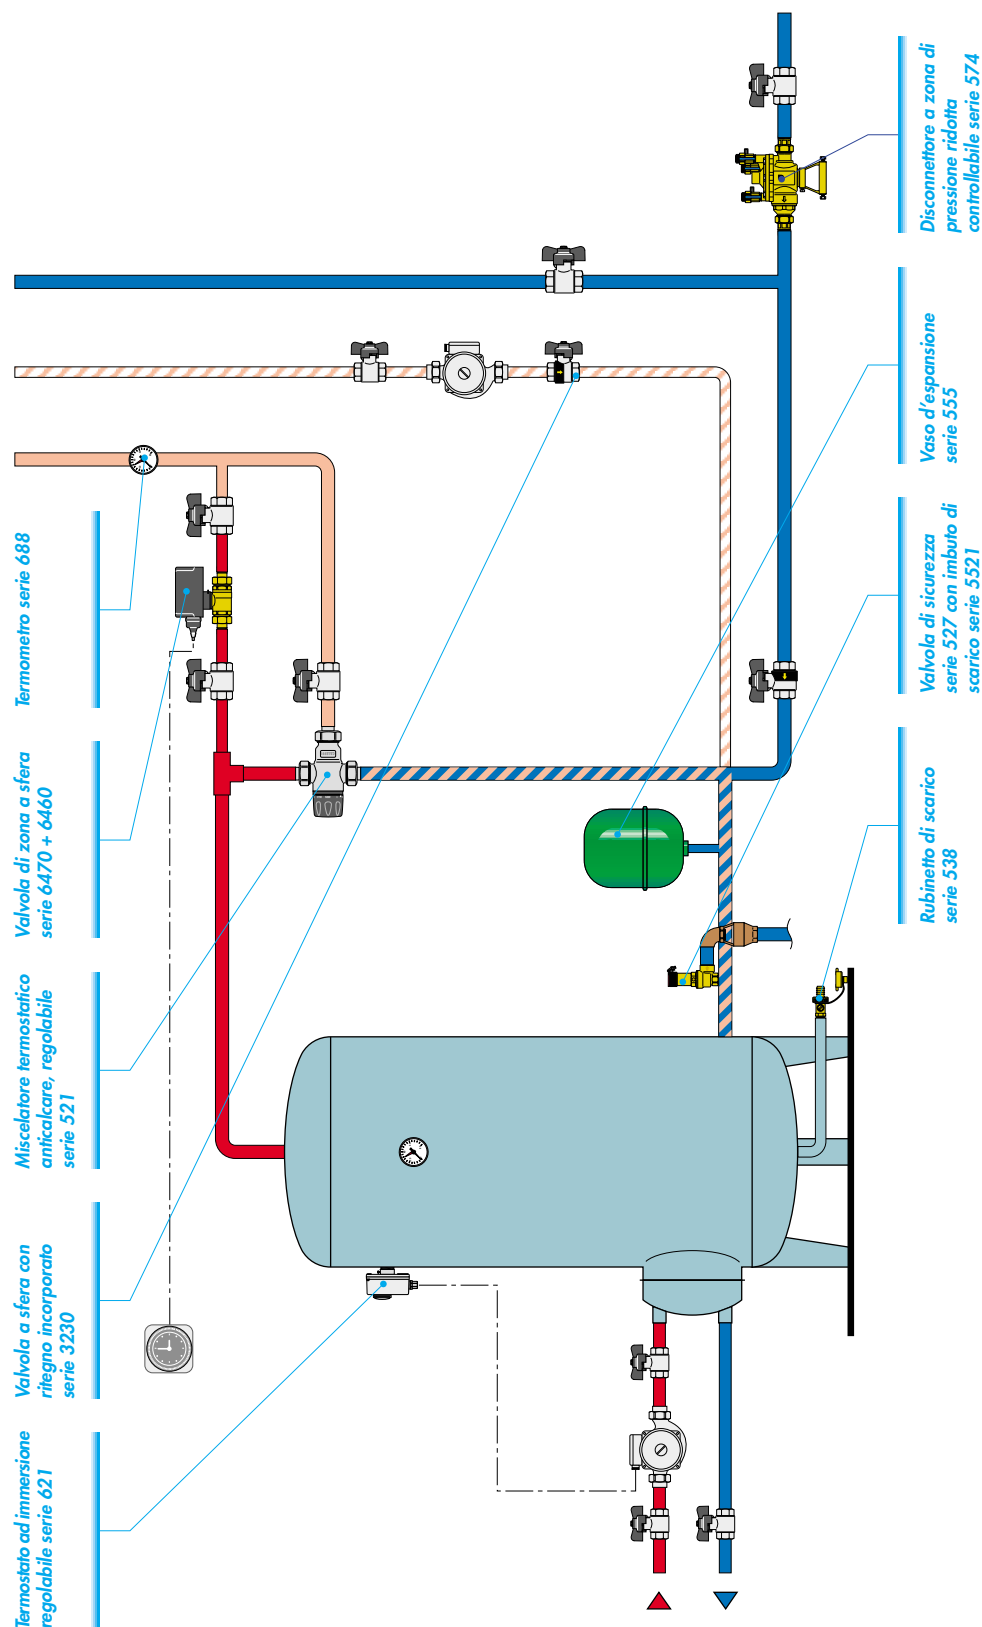 Termometro serie 688
Valvola di zona a sfera
serie 6470 + 6460
Miscelatore termostatico
anticalcare, regolabile
serie 521
Valvola a sfera con
ritegno incorporato
serie 3230
Termostato ad immersione
regolabile serie 621
Disconnettore a zona di
pressione ridotta
controllabile serie 574
Vaso d'espansione
serie 555
Valvola di sicurezza
serie 527 con imbuto di
scarico serie 5521
Rubinetto di scarico
serie 538